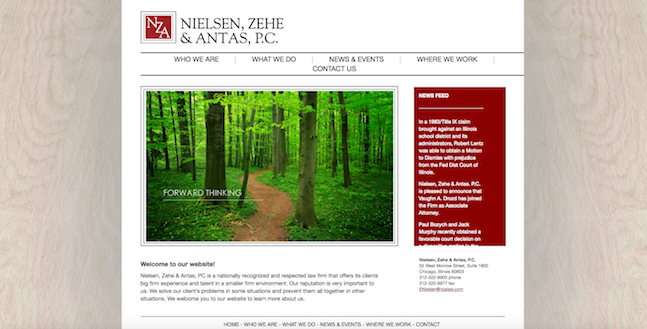 NZA
NIELSEN, ZEHE
& ANTAS, P.C.
WHO WE ARE
WHAT WE DO
NEWS & EVENTS
WHERE WE WORK
CONTACT US
FORWARD THINKING
NEWS FEED
In a 1983/Title IX claim
brought against an Illinois
school district and its
administrators, Robert Lentz
was able to obtain a Motion
to Dismiss with prejudice
from the Fed Dist Court of
Illinois.
Nielsen, Zehe & Antas. P.C.
is pleased to announce that
Vaughn A. Drozd has joined
the Firm as Associate
Attorney.
Paul Bozych and Jack
Murphy recently obtained a
favorable court decision on
Welcome to our website!
Nielsen, Zehe & Antas, PC is a nationally recognized and respected law firm that offers its clients
big firm experience and talent in a smaller firm environment. Our reputation is very important to
us. We solve our client's problems in some situations and prevent them all together in other
situations. We welcome you to our website to learn more about us.
Nielsen, Zehe & Antas, P.C.
55 West Monroe Street, Suite 1800
Chicago, Illinois 60603
312-322-9900 phone
312-322-9977 fax
HOME - WHO WE ARE - WHAT WE DO - NEWS & EVENTS - WHERE WE WORK - CONTACT